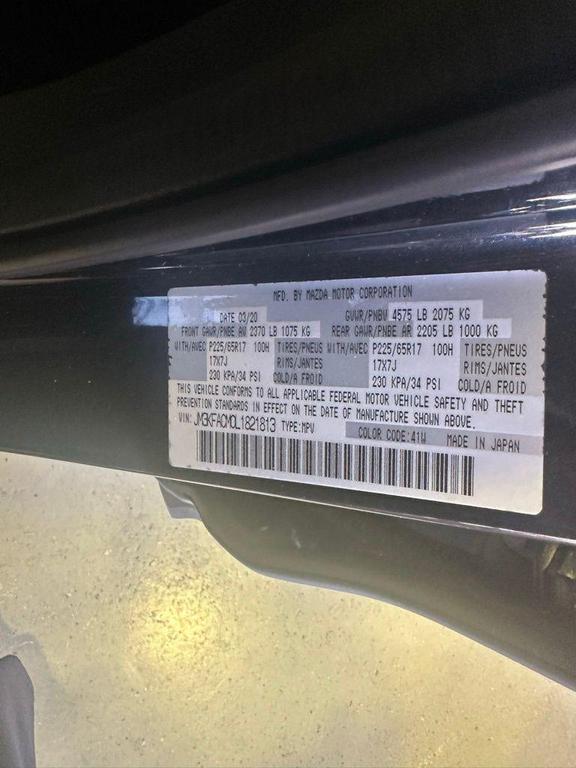 MFD. BY MAZDA MOTOR CORPORATION
DATE 03/20 GVWR/PNBV 4575 LB 2075 KG
FRONT GAWR/PNBE AV 2370 LB 1075 KG REAR GAWR/PNBE AR 2205 LB 1000 KG
WITH/AVEC P225/65R17 100H TIRES/PNEUS WITH/AVEC P225/65R17 100H TIRES/PNEUS
17X7J RIMS/JANTES 17X7J RIMS/JANTES
230 KPA/34 PSI COLD/A FROID 230 KPA/34 PSI COLD/A FROID
THIS VEHICLE CONFORMS TO ALL APPLICABLE FEDERAL MOTOR VEHICLE SAFETY AND THEFT
PREVENTION STANDARDS IN EFFECT ON THE DATE OF MANUFACTURE SHOWN ABOVE.
VIN: JM3KFACM0L1821813 TYPE:MPV COLOR CODE:41W MADE IN JAPAN